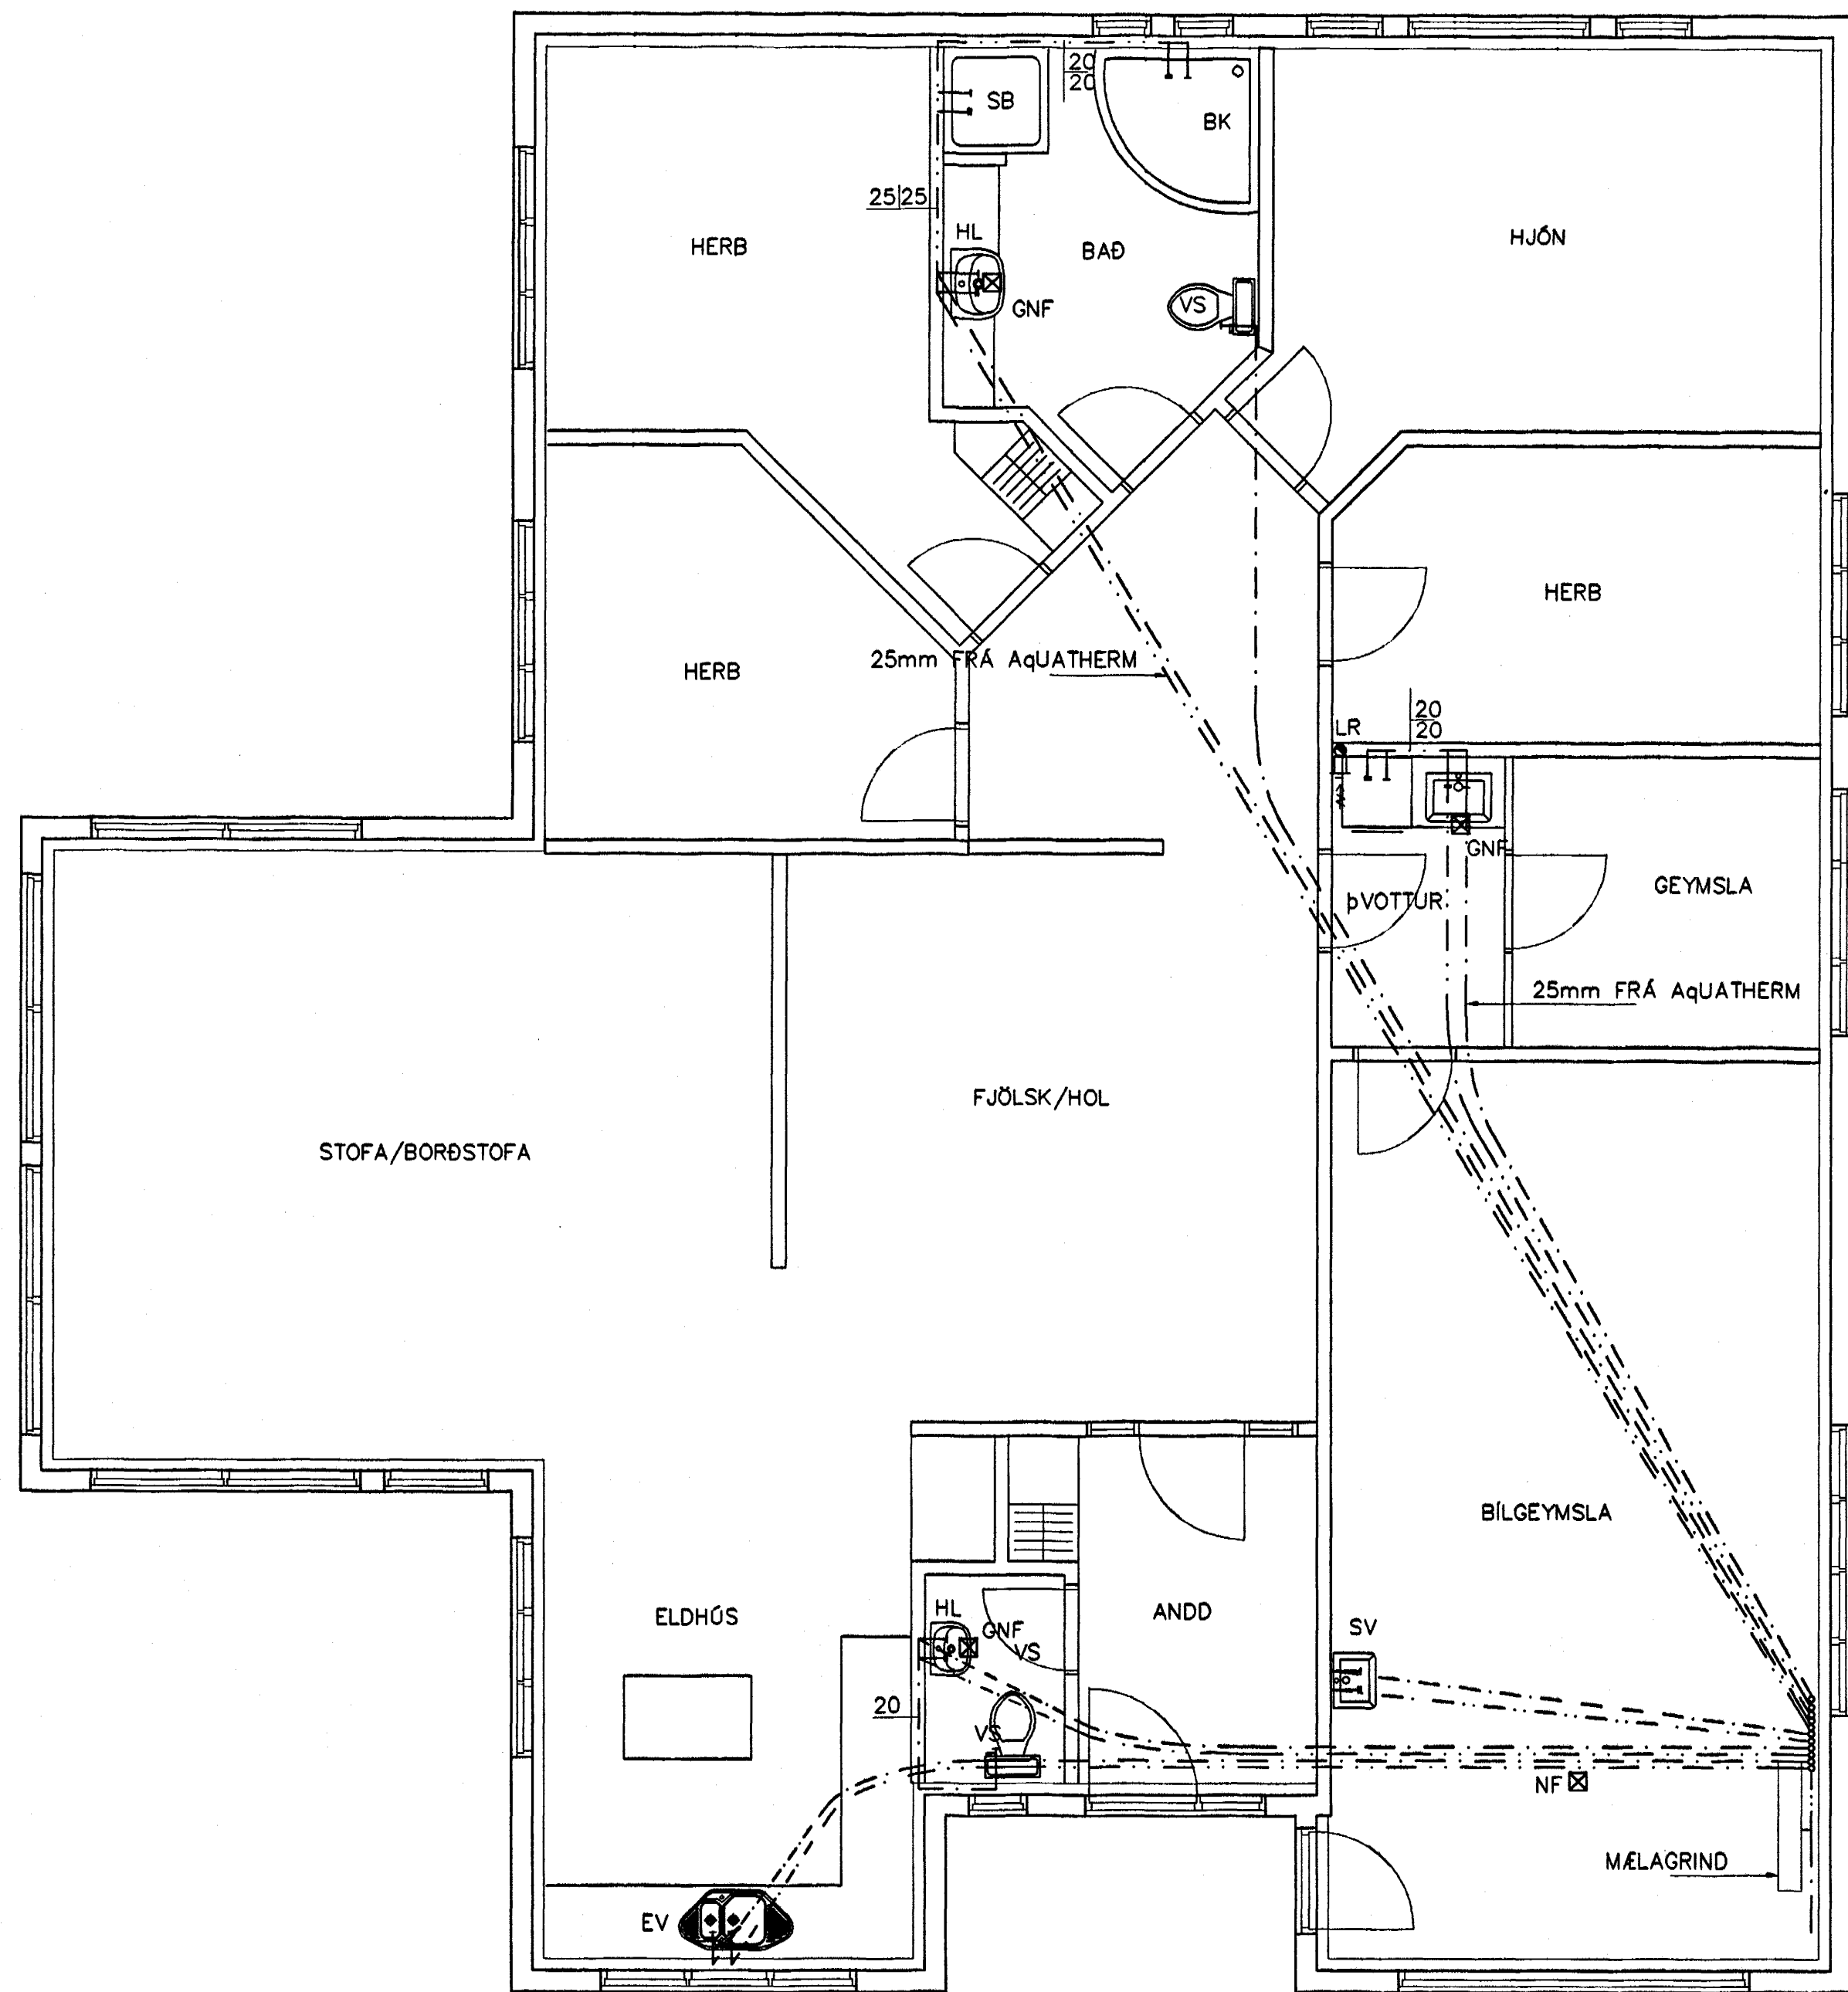 20
20
SB
BK
25|25
HL
HERB
BAÐ
HJÓN
VS
GNF
HERB
25mm FRÁ AqUATHERM
HERB
20
20
LR
GNF
GEYMSLA
þVOTTUR
25mm FRÁ AqUATHERM
FJÖLSK/HOL
STOFA/BORÐSTOFA
BÍLGEYMSLA
ELDHÚS
HL
ANDD
GNF
VS
SV
20
VS
NF
MÆLAGRIND
EV